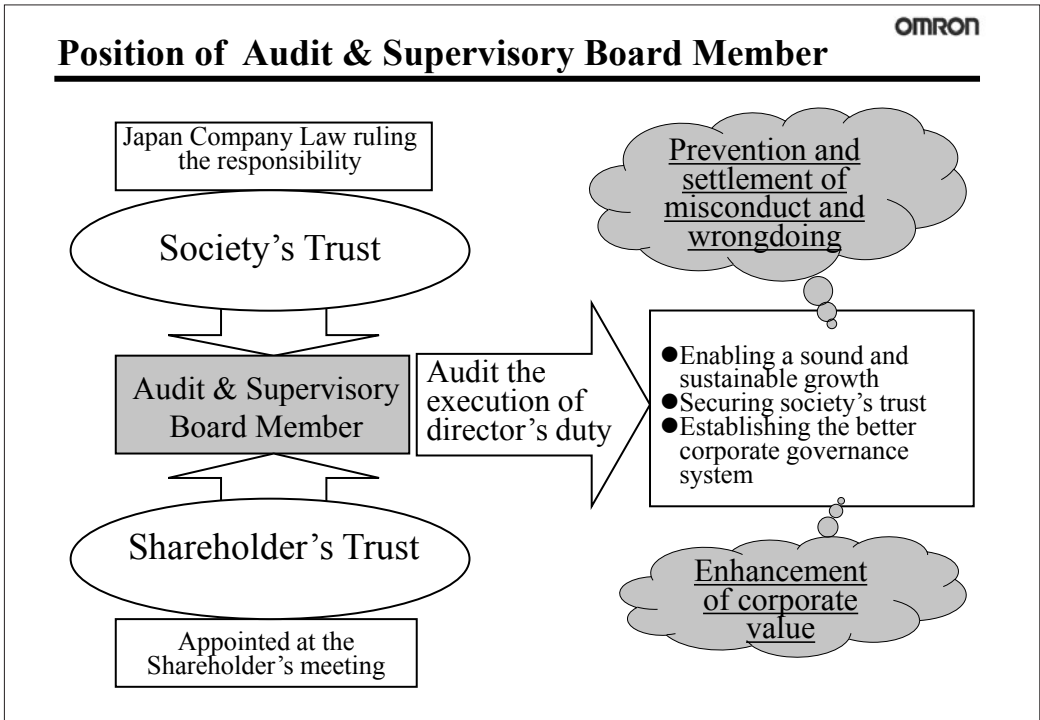 OMRON
Position of Audit & Supervisory Board Member
Japan Company Law ruling
the responsibility
Society’s Trust
Audit & Supervisory
Board Member
Shareholder’s Trust
Appointed at the
Shareholder’s meeting
Audit the
execution of
director’s duty
Prevention and
settlement of
misconduct and
wrongdoing
●Enabling a sound and
sustainable growth
●Securing society’s trust
●Establishing the better
corporate governance
system
Enhancement
of corporate
value